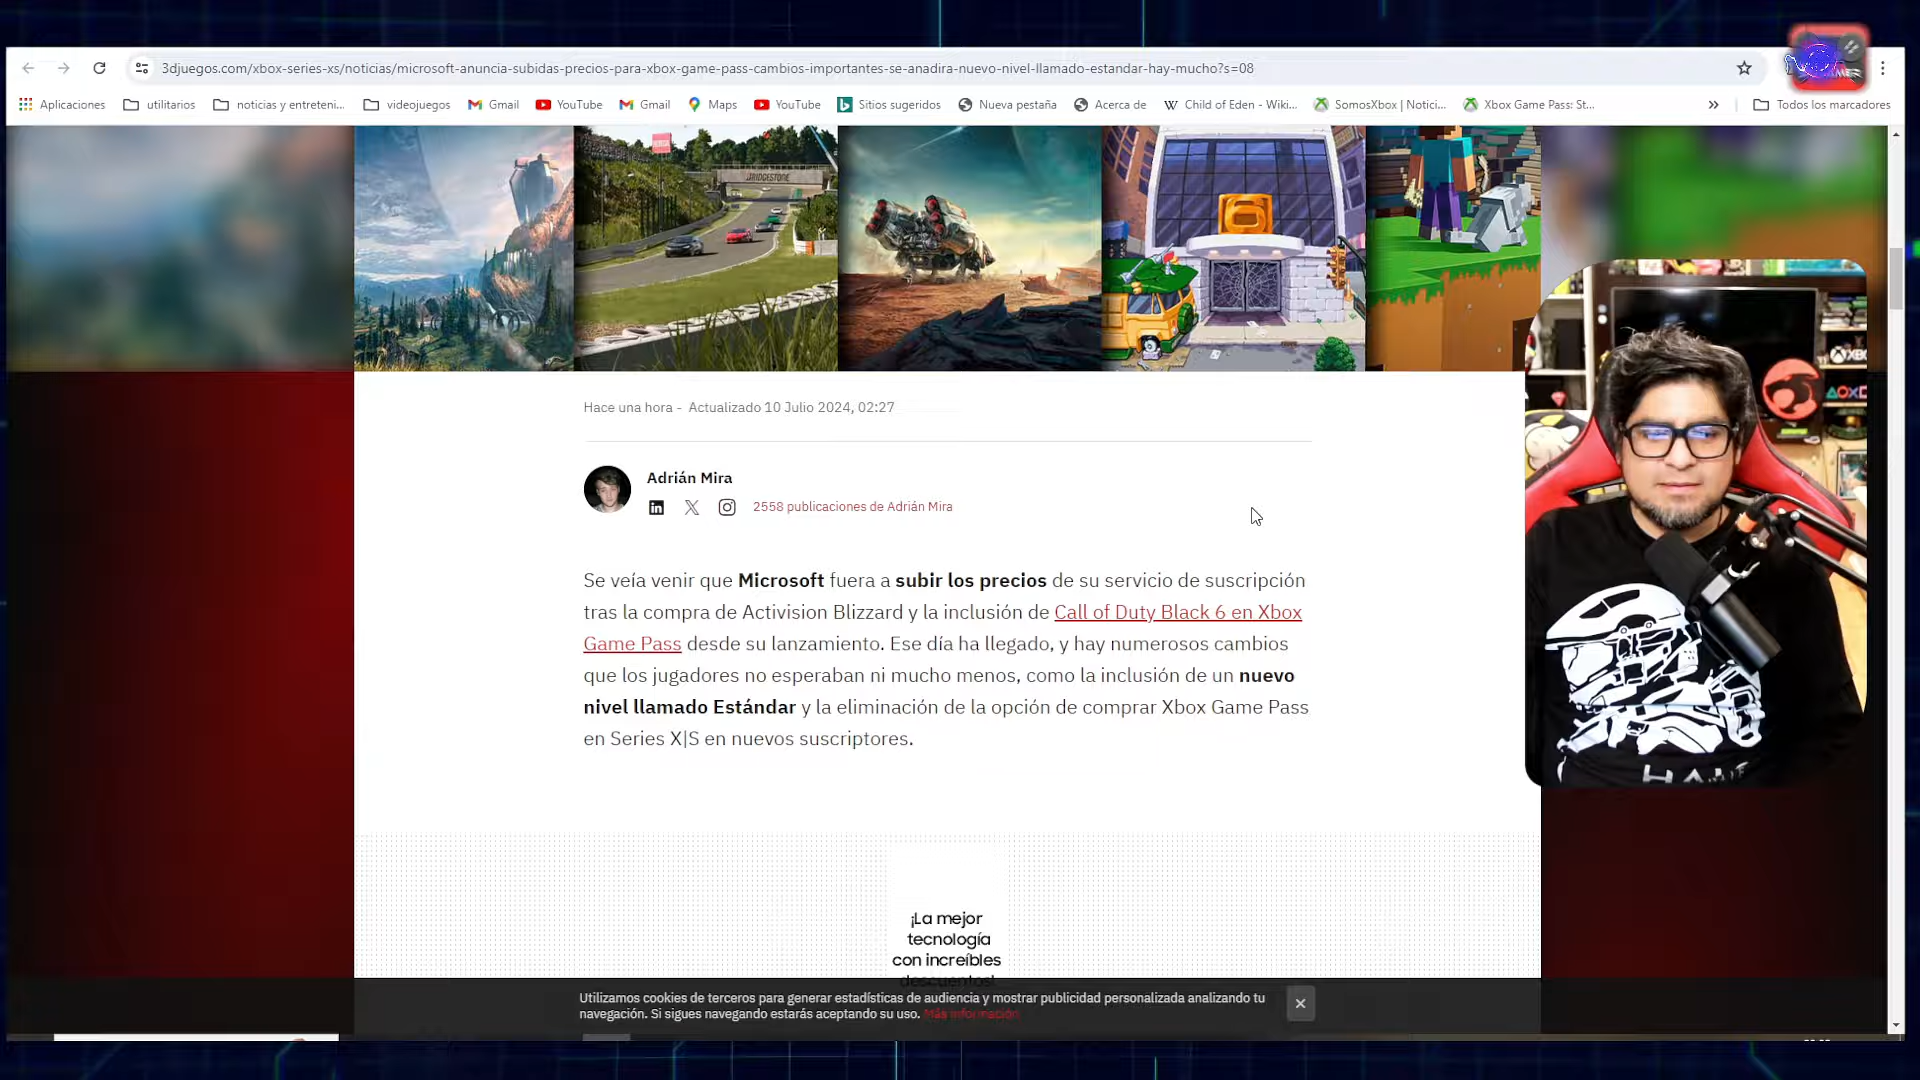 3djuegos.com/xbox-series-xs/noticias/microsoft-anuncia-subidas-precios-para-xbox-game-pass-cambios-importantes-se-anadira-nuevo-nivel-llamado-estandar-hay-mucho?s=08
Aplicaciones utilitarios noticias y entreteni... videojuegos Gmail YouTube Gmail Maps YouTube Sitios sugeridos Nueva pestaña Acerca de Child of Eden - Wiki... SomosXbox | Notici... Xbox Game Pass: St... » Todos los marcadores
BRIDGESTONE
Hace una hora - Actualizado 10 Julio 2024, 02:27
Adrián Mira
2558 publicaciones de Adrián Mira
Se veía venir que Microsoft fuera a subir los precios de su servicio de suscripción
tras la compra de Activision Blizzard y la inclusión de Call of Duty Black 6 en Xbox
Game Pass desde su lanzamiento. Ese día ha llegado, y hay numerosos cambios
que los jugadores no esperaban ni mucho menos, como la inclusión de un nuevo
nivel llamado Estándar y la eliminación de la opción de comprar Xbox Game Pass
en Series X|S en nuevos suscriptores.
¡La mejor
tecnología
con increíbles
descuentos!
Utilizamos cookies de terceros para generar estadísticas de audiencia y mostrar publicidad personalizada analizando tu
navegación. Si sigues navegando estarás aceptando su uso. Más información